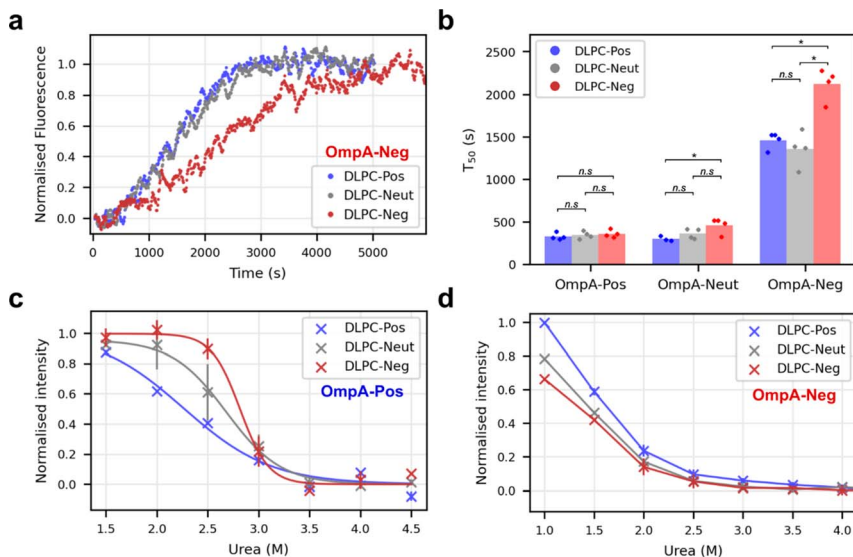 a
Normalised Fluorescence
1.0
0.8
0.6
0.4
0.2
0.0
OmpA-Neg
DLPC-Pos
DLPC-Neut
DLPC-Neg
0 1000 2000 3000 4000 5000
Time (s)
b
T50 (s)
2500
2000
1500
1000
500
0
DLPC-Pos
DLPC-Neut
DLPC-Neg
n.s
n.s
n.s
*
n.s
n.s
*
*
n.s
OmpA-Pos OmpA-Neut OmpA-Neg
c
Normalised intensity
1.0
0.8
0.6
0.4
0.2
0.0
DLPC-Pos
DLPC-Neut
DLPC-Neg
OmpA-Pos
1.5 2.0 2.5 3.0 3.5 4.0 4.5
Urea (M)
d
Normalised intensity
1.0
0.8
0.6
0.4
0.2
0.0
DLPC-Pos
DLPC-Neut
DLPC-Neg
OmpA-Neg
1.0 1.5 2.0 2.5 3.0 3.5 4.0
Urea (M)